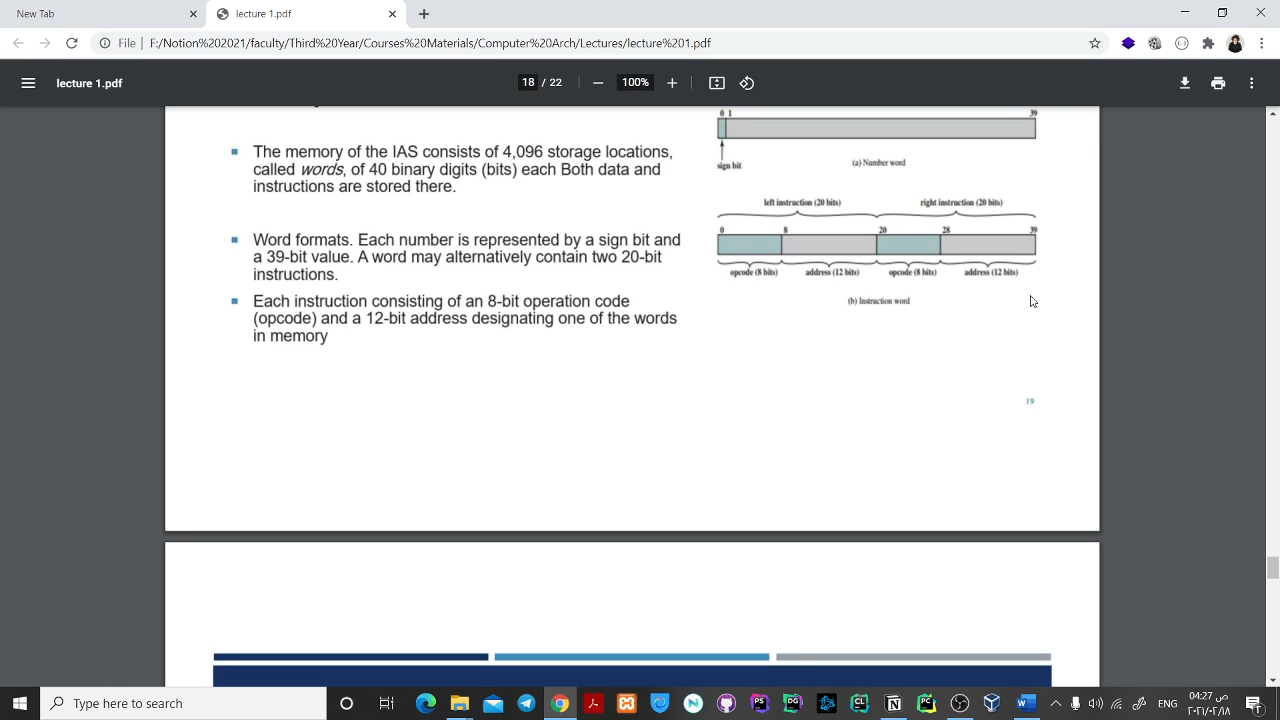 New Tab
lecture 1.pdf
File
F:/Notion%202021/faculty/Third%20Year/Courses%20Materials/Computer%20Arch/Lectures/lecture%201.pdf
lecture 1.pdf
18 / 22
100%
The memory of the IAS consists of 4,096 storage locations,
called words, of 40 binary digits (bits) each Both data and
instructions are stored there.
Word formats. Each number is represented by a sign bit and
a 39-bit value. A word may alternatively contain two 20-bit
instructions.
Each instruction consisting of an 8-bit operation code
(opcode) and a 12-bit address designating one of the words
in memory
0 1 39
sign bit
(a) Number word
left instruction (20 bits) right instruction (20 bits)
0 8 20 28 39
opcode (8 bits) address (12 bits) opcode (8 bits) address (12 bits)
(b) Instruction word
19
Type here to search
PS
DG
CL
PC
04:27 ص